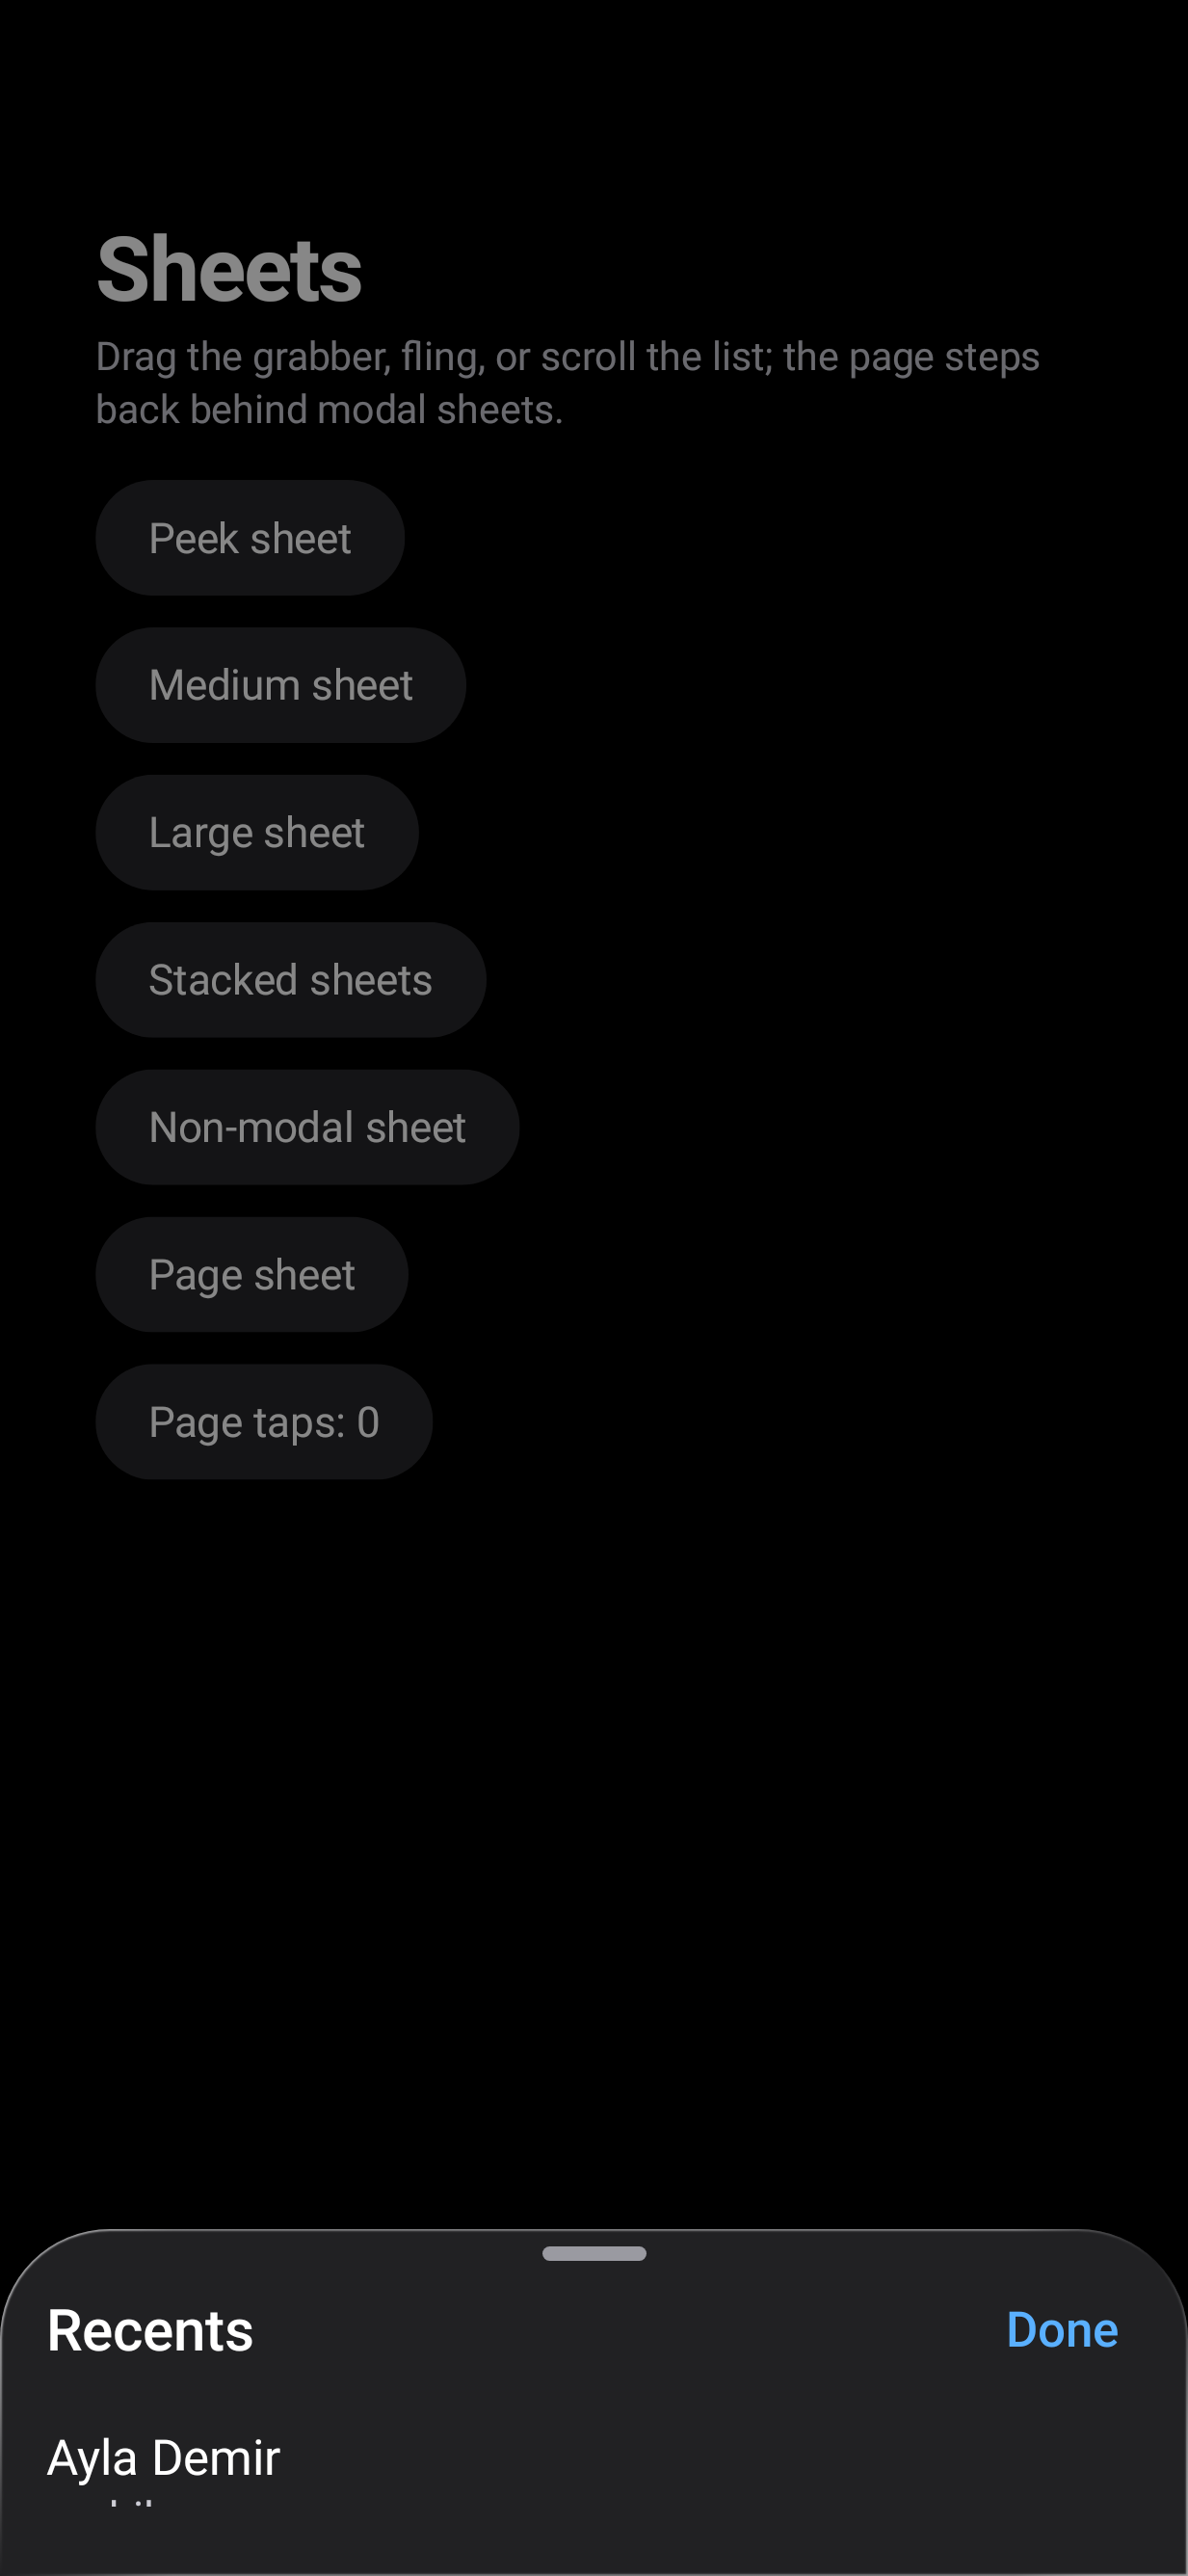 Sheets
Drag the grabber, fling, or scroll the list; the page steps
back behind modal sheets.
Peek sheet
Medium sheet
Large sheet
Stacked sheets
Non-modal sheet
Page sheet
Page taps: 0
Recents
Done
Ayla Demir